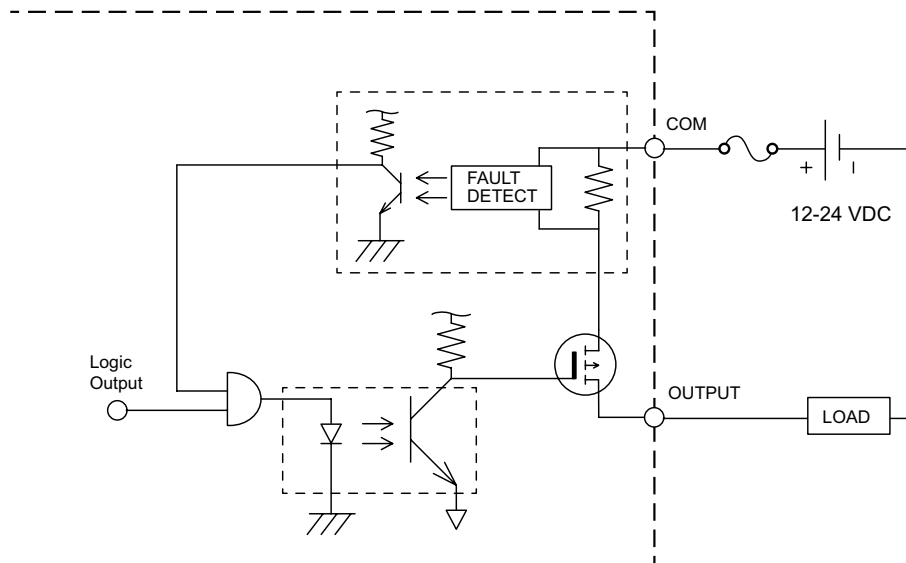 COM
FAULT
DETECT
+
-
12-24 VDC
Logic
Output
OUTPUT
LOAD